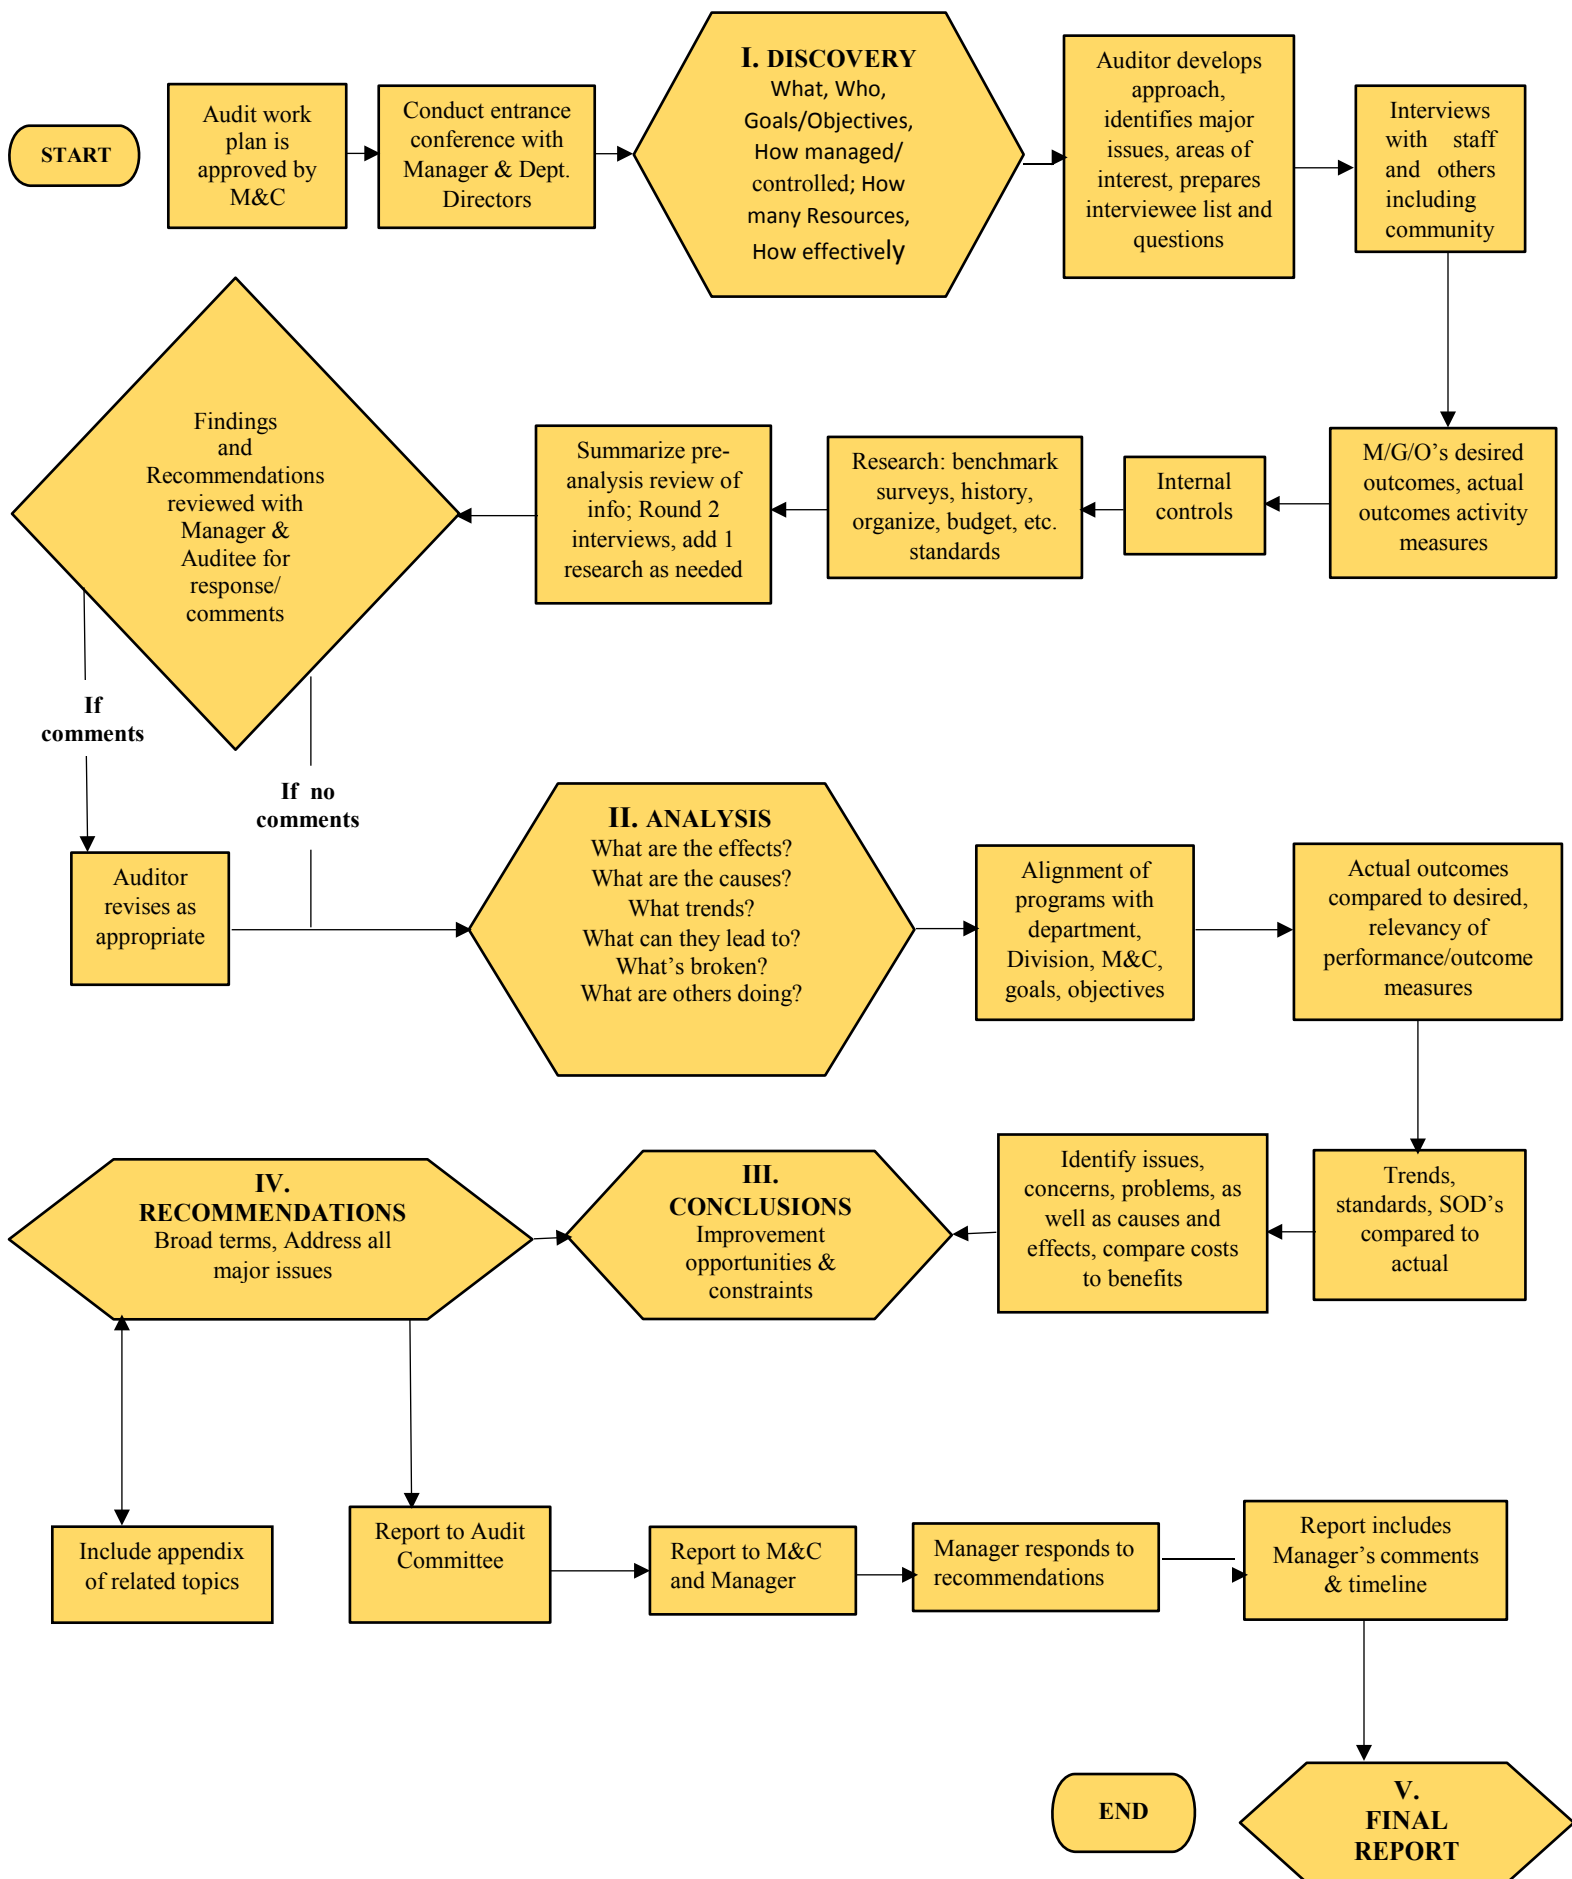 START
Audit work
plan is
approved by
M&C
Conduct entrance
conference with
Manager & Dept.
Directors
I. DISCOVERY
What, Who,
Goals/Objectives,
How managed/
controlled; How
many Resources,
How effectively
Auditor develops
approach,
identifies major
issues, areas of
interest, prepares
interviewee list and
questions
Interviews
with staff
and others
including
community
M/G/O’s desired
outcomes, actual
outcomes activity
measures
Internal
controls
Research: benchmark
surveys, history,
organize, budget, etc.
standards
Summarize pre-
analysis review of
info; Round 2
interviews, add 1
research as needed
Findings
and
Recommendations
reviewed with
Manager &
Auditee for
response/
comments
If
comments
If no
comments
Auditor
revises as
appropriate
II. ANALYSIS
What are the effects?
What are the causes?
What trends?
What can they lead to?
What’s broken?
What are others doing?
Alignment of
programs with
department,
Division, M&C,
goals, objectives
Actual outcomes
compared to desired,
relevancy of
performance/outcome
measures
Trends,
standards, SOD’s
compared to
actual
Identify issues,
concerns, problems, as
well as causes and
effects, compare costs
to benefits
III.
CONCLUSIONS
Improvement
opportunities &
constraints
IV.
RECOMMENDATIONS
Broad terms, Address all
major issues
Include appendix
of related topics
Report to Audit
Committee
Report to M&C
and Manager
Manager responds to
recommendations
Report includes
Manager’s comments
& timeline
V.
FINAL
REPORT
END